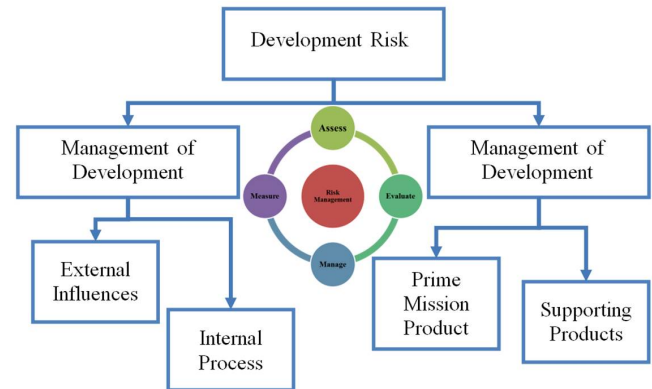 Development Risk
Management of
Development
Assess
Management of
Development
Measure
Risk
Management
Evaluate
Manage
External
Influences
Internal
Process
Prime
Mission
Product
Supporting
Products